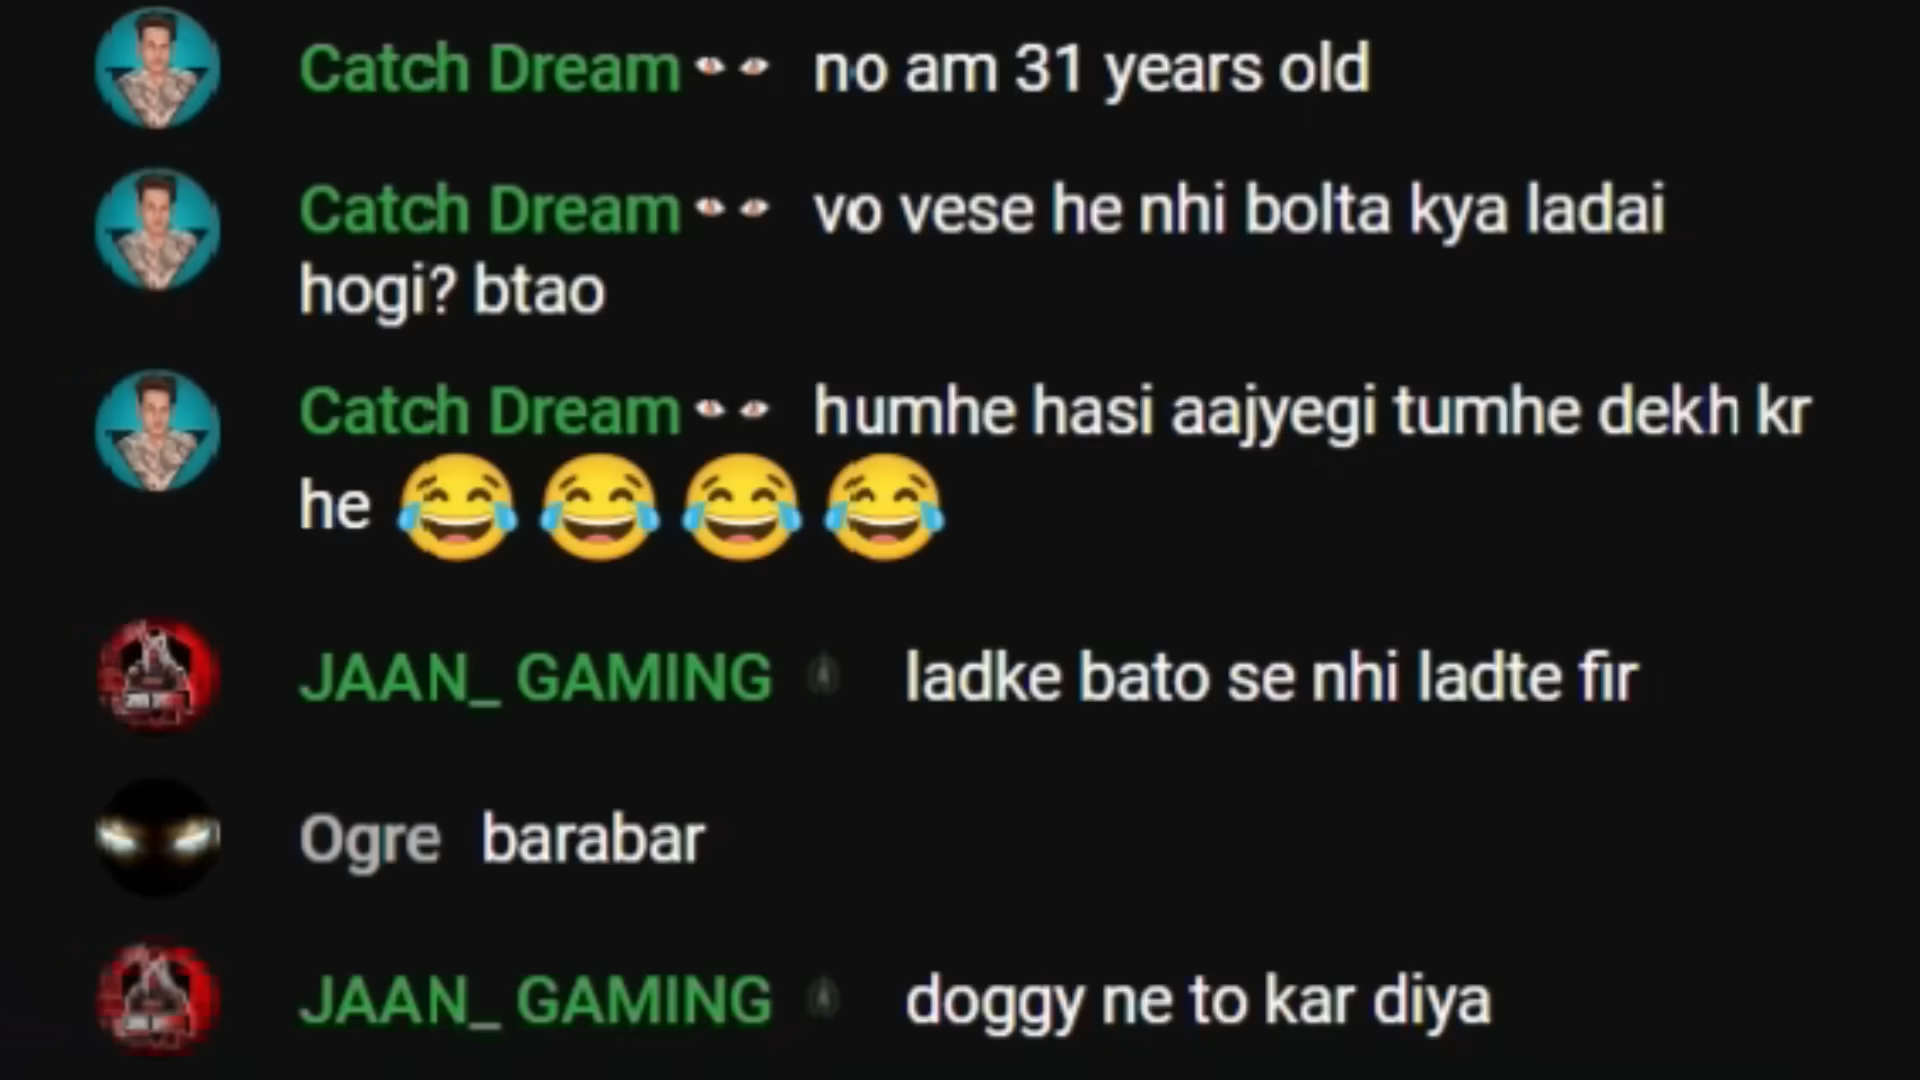 Catch Dream👀 no am 31 years old
Catch Dream👀 vo vese he nhi bolta kya ladai
hogi? btao
Catch Dream👀 humhe hasi aajyegi tumhe dekh kr
he 😂😂😂😂
JAAN_ GAMING ladke bato se nhi ladte fir
Ogre barabar
JAAN_ GAMING doggy ne to kar diya